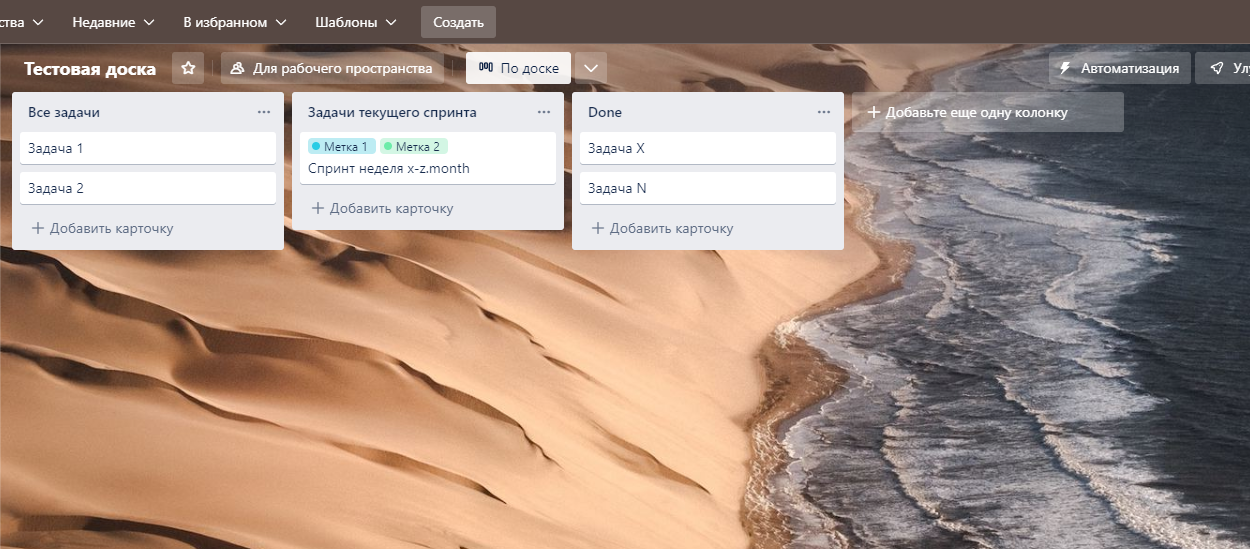 ства Недавние В избранном Шаблоны Создать
Тестовая доска Для рабочего пространства По доске Автоматизация Улу
Все задачи
Задача 1
Задача 2
+ Добавить карточку
Задачи текущего спринта
Метка 1 Метка 2
Спринт неделя x-z.month
+ Добавить карточку
Done
Задача X
Задача N
+ Добавить карточку
+ Добавьте еще одну колонку